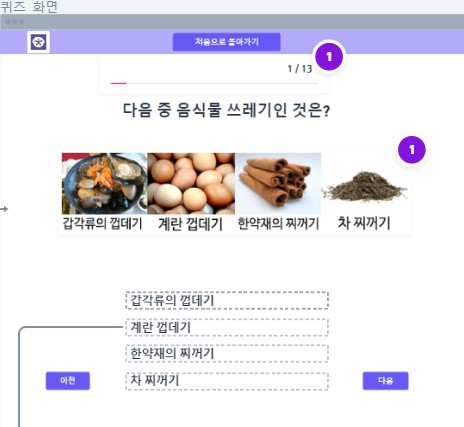 퀴즈 화면
처음으로 돌아가기
1 / 13
1
다음 중 음식물 쓰레기인 것은?
1
갑각류의 껍데기 계란 껍데기 한약재의 찌꺼기 차 찌꺼기
갑각류의 껍데기
계란 껍데기
한약재의 찌꺼기
이전 차 찌꺼기 다음